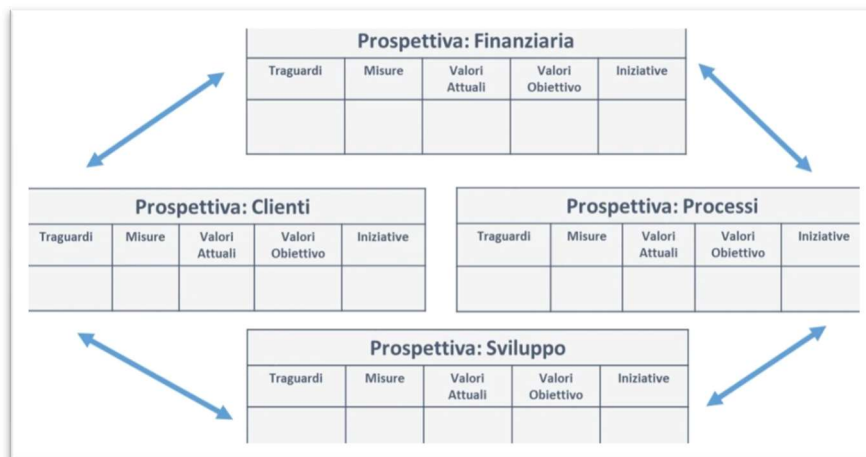 Prospettiva: Finanziaria
Traguardi Misure Valori Attuali Valori Obiettivo Iniziative
Prospettiva: Clienti
Traguardi Misure Valori Attuali Valori Obiettivo Iniziative
Prospettiva: Processi
Traguardi Misure Valori Attuali Valori Obiettivo Iniziative
Prospettiva: Sviluppo
Traguardi Misure Valori Attuali Valori Obiettivo Iniziative